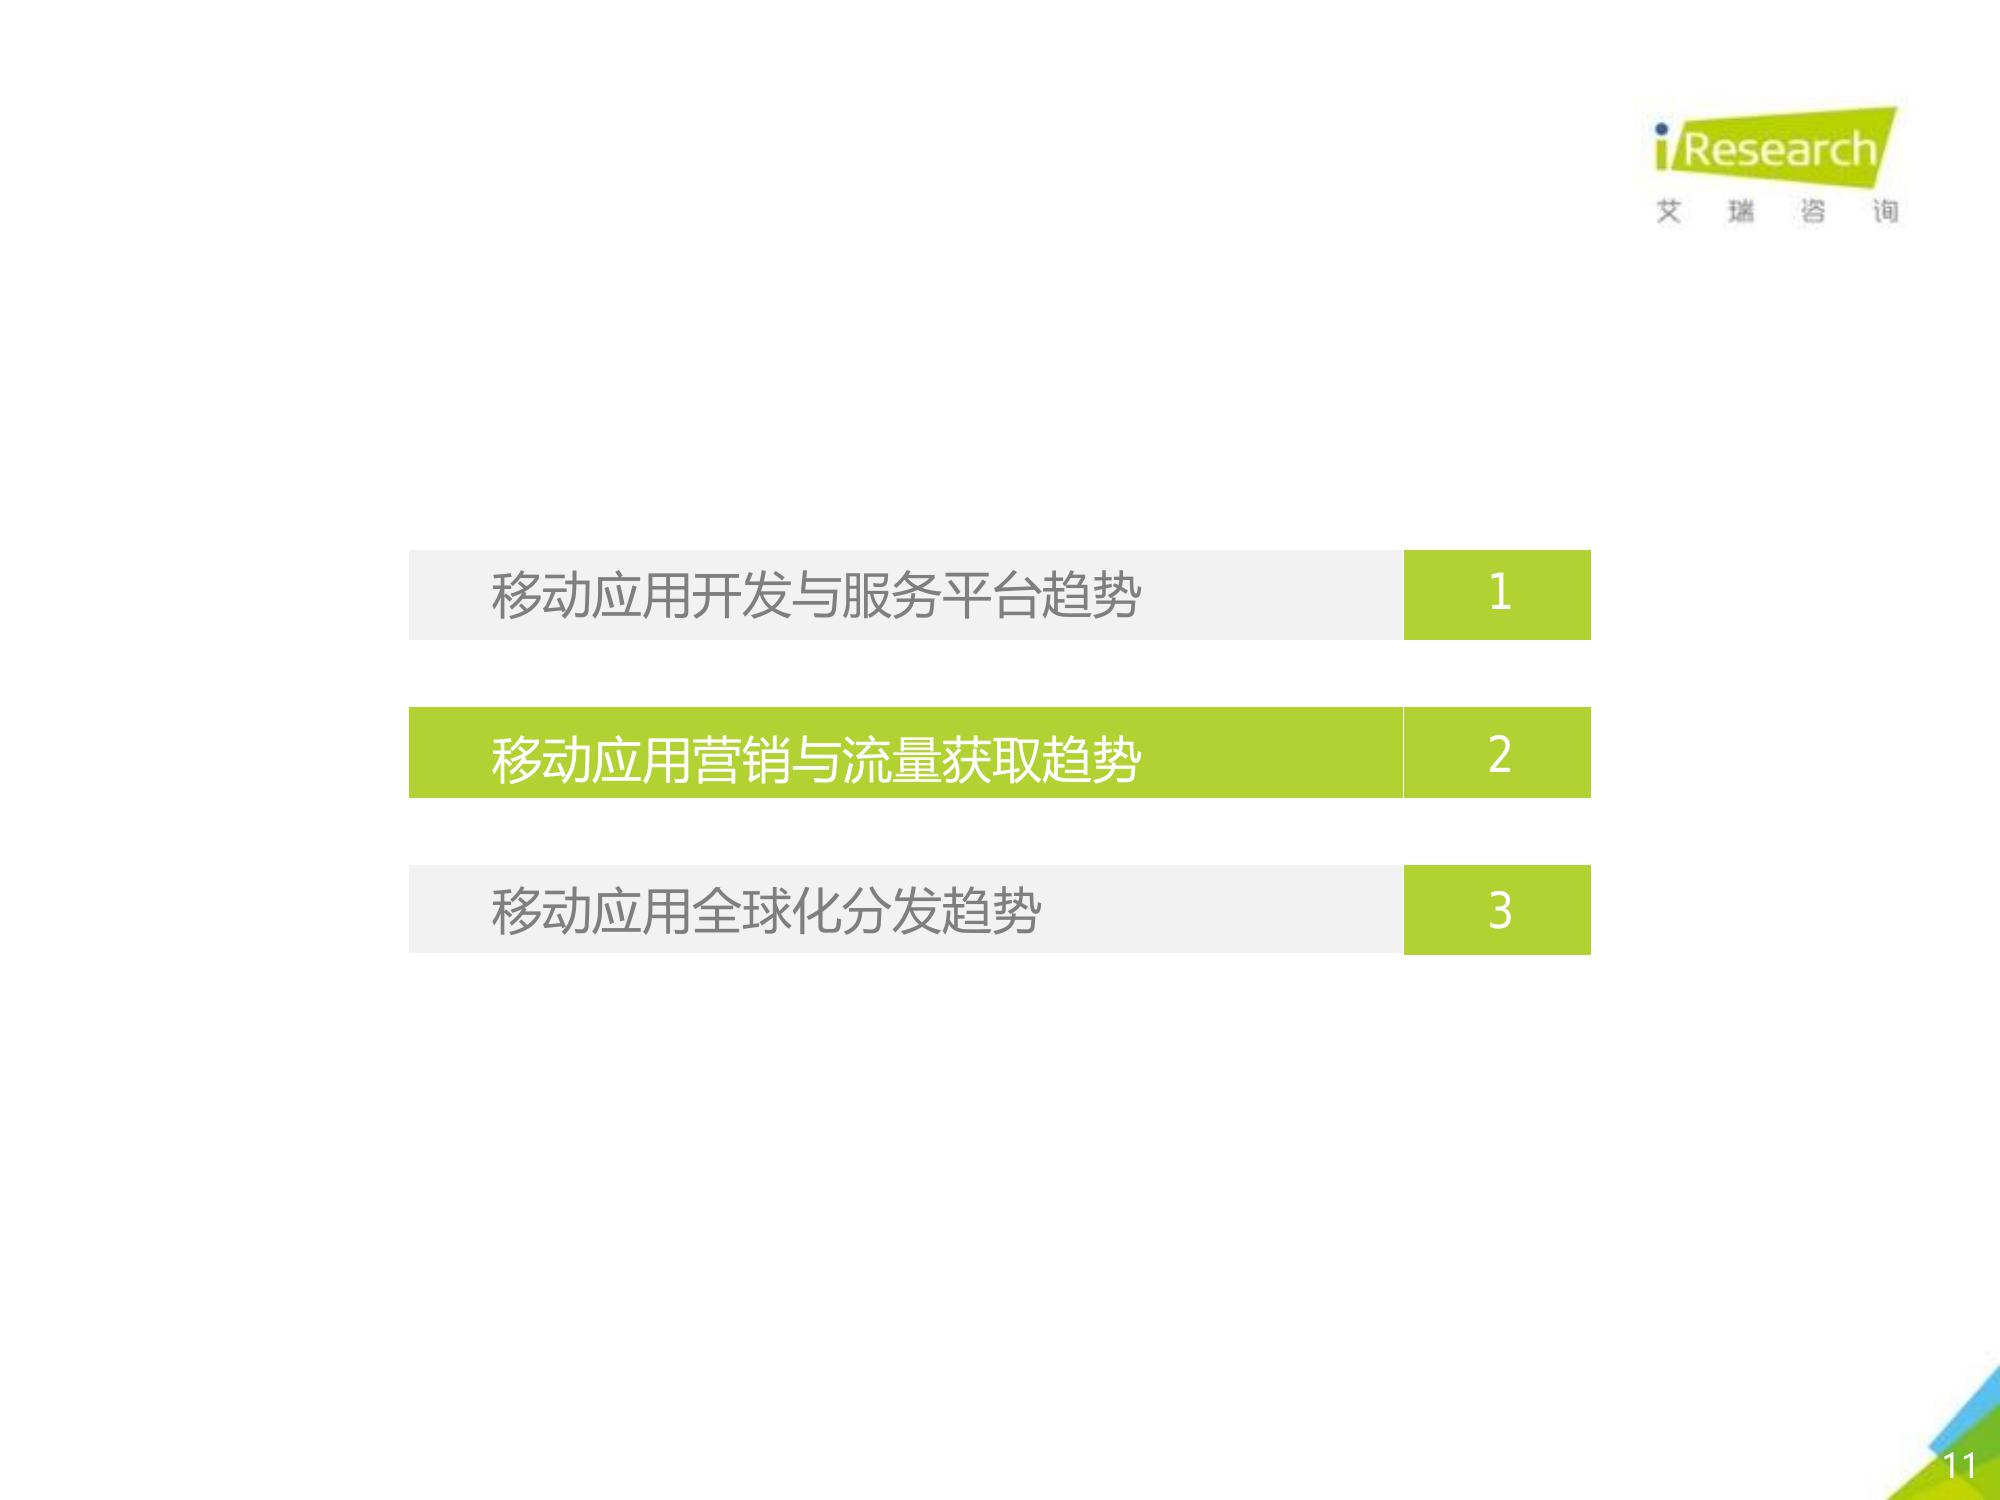 iResearch
艾瑞咨询
移动应用开发与服务平台趋势 1
移动应用营销与流量获取趋势 2
移动应用全球化分发趋势 3
11